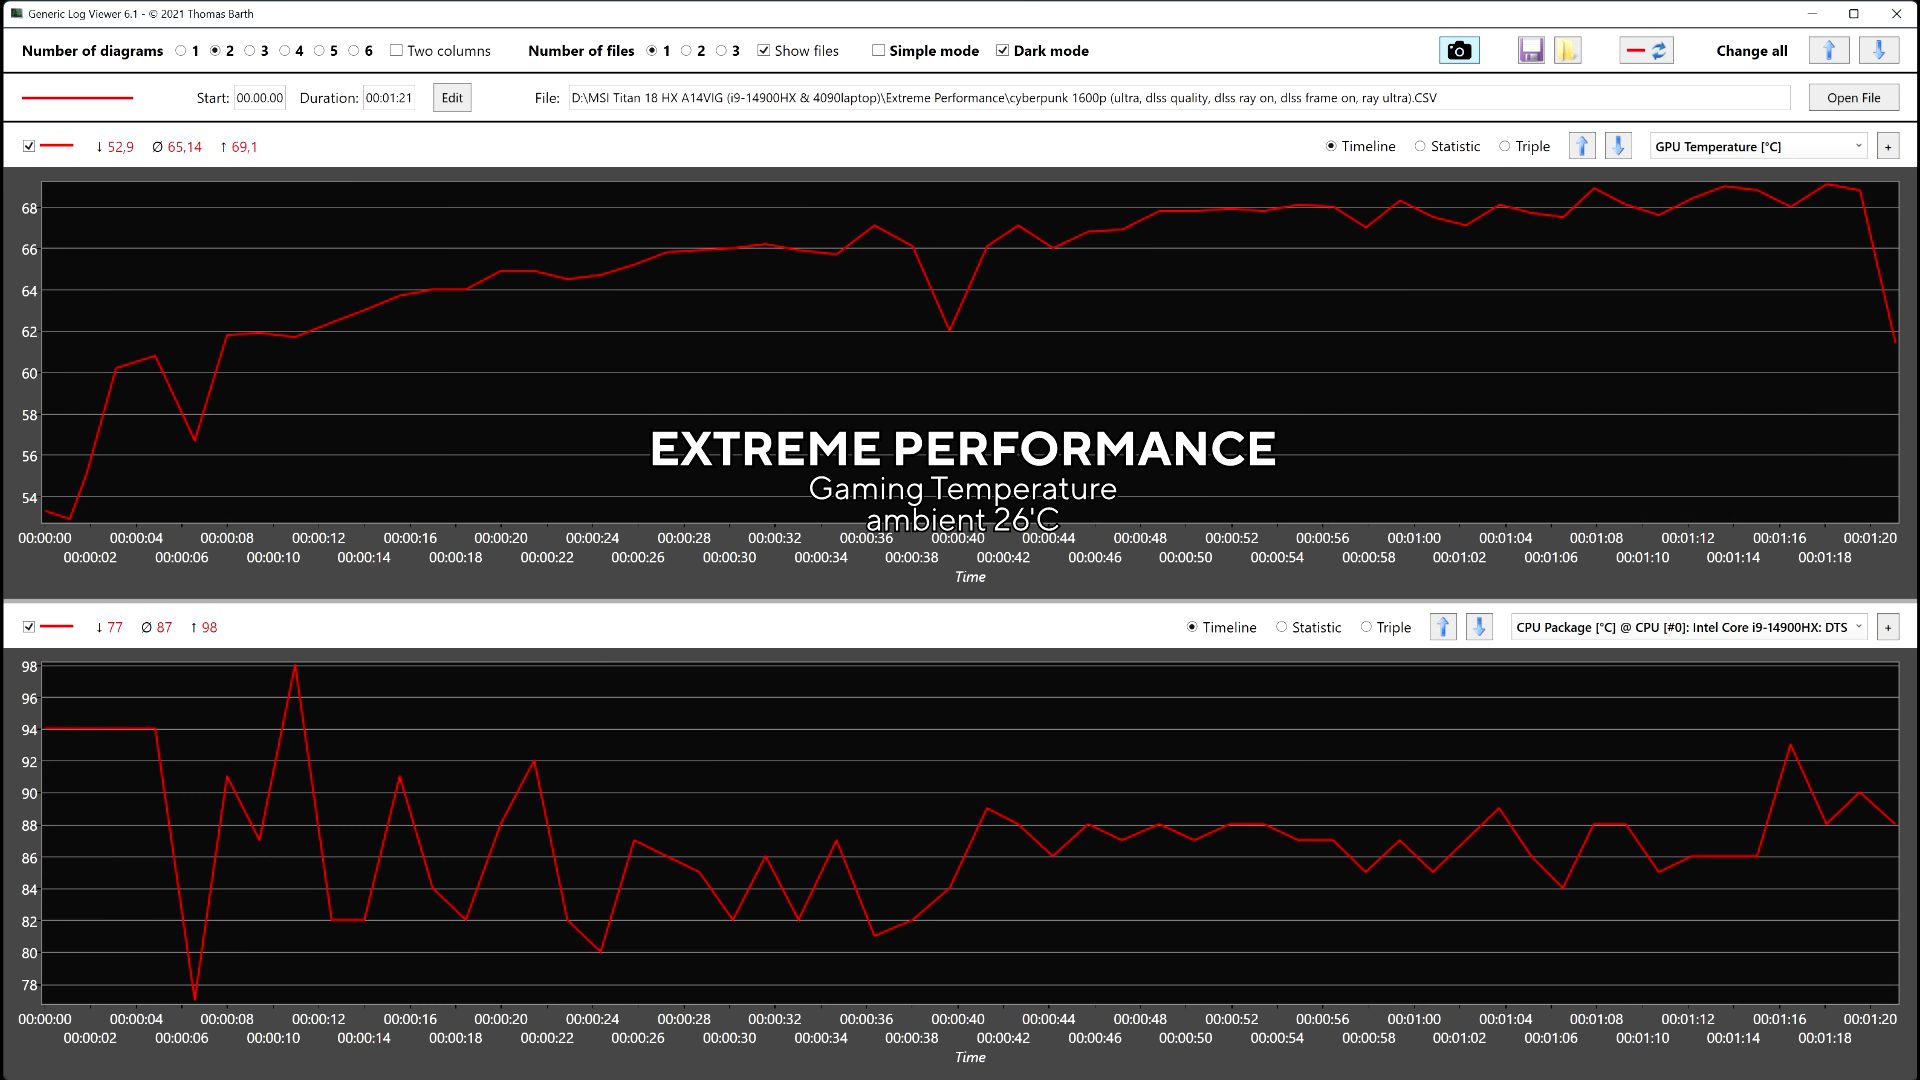 Generic Log Viewer 6.1 - © 2021 Thomas Barth
Number of diagrams 1 2 3 4 5 6 Two columns Number of files 1 2 3 Show files Simple mode Dark mode Change all
Start: 00.00.00 Duration: 00:01:21 Edit File: D:\MSI Titan 18 HX A14VIG (i9-14900HX & 4090laptop)\Extreme Performance\cyberpunk 1600p (ultra, dlss quality, dlss ray on, dlss frame on, ray ultra).CSV Open File
↓ 52,9 Ø 65,14 ↑ 69,1 Timeline Statistic Triple GPU Temperature [°C] +
68
66
64
62
60
58
56
54
EXTREME PERFORMANCE
Gaming Temperature
ambient 26'C
00:00:00 00:00:04 00:00:08 00:00:12 00:00:16 00:00:20 00:00:24 00:00:28 00:00:32 00:00:36 00:00:40 00:00:44 00:00:48 00:00:52 00:00:56 00:01:00 00:01:04 00:01:08 00:01:12 00:01:16 00:01:20
00:00:02 00:00:06 00:00:10 00:00:14 00:00:18 00:00:22 00:00:26 00:00:30 00:00:34 00:00:38 00:00:42 00:00:46 00:00:50 00:00:54 00:00:58 00:01:02 00:01:06 00:01:10 00:01:14 00:01:18
Time
↓ 77 Ø 87 ↑ 98 Timeline Statistic Triple CPU Package [°C] @ CPU [#0]: Intel Core i9-14900HX: DTS +
98
96
94
92
90
88
86
84
82
80
78
00:00:00 00:00:04 00:00:08 00:00:12 00:00:16 00:00:20 00:00:24 00:00:28 00:00:32 00:00:36 00:00:40 00:00:44 00:00:48 00:00:52 00:00:56 00:01:00 00:01:04 00:01:08 00:01:12 00:01:16 00:01:20
00:00:02 00:00:06 00:00:10 00:00:14 00:00:18 00:00:22 00:00:26 00:00:30 00:00:34 00:00:38 00:00:42 00:00:46 00:00:50 00:00:54 00:00:58 00:01:02 00:01:06 00:01:10 00:01:14 00:01:18
Time